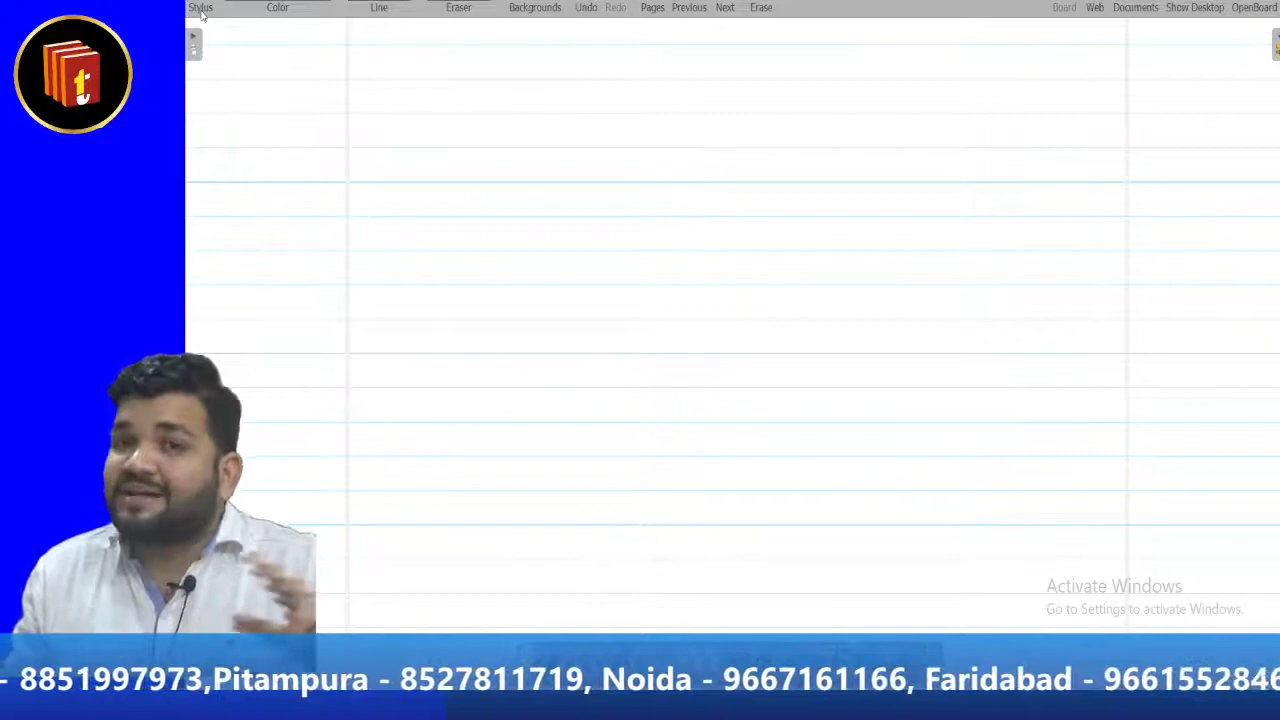 Stylus Color Line Eraser Backgrounds Undo Redo Pages Previous Next Erase Board Web Documents Show Desktop OpenBoard
t
Activate Windows
Go to Settings to activate Windows.
- 8851997973,Pitampura - 8527811719, Noida - 9667161166, Faridabad - 9661552846